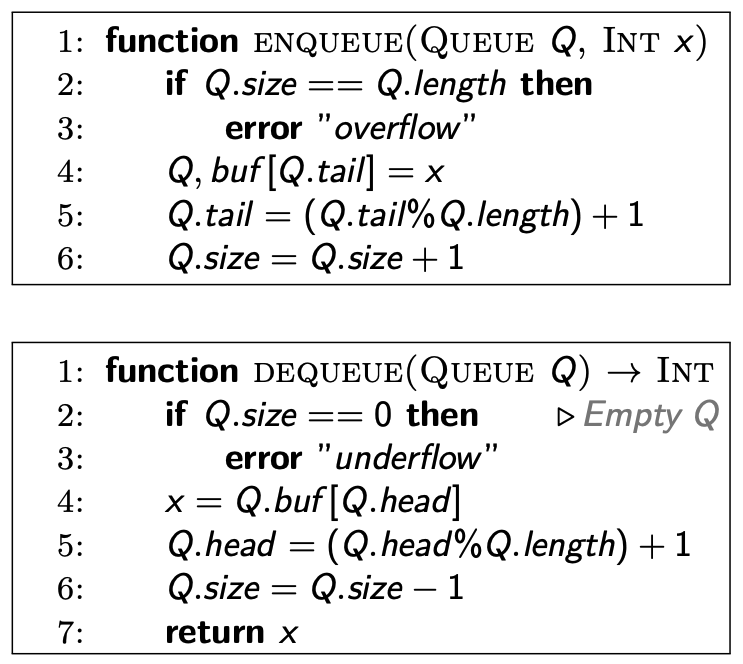 1: function ENQUEUE(QUEUE Q, INT x)
2: if Q.size == Q.length then
3: error ”overflow”
4: Q, buf[Q.tail] = x
5: Q.tail = (Q.tail%Q.length) + 1
6: Q.size = Q.size + 1
1: function DEQUEUE(QUEUE Q) → INT
2: if Q.size == 0 then ▷ Empty Q
3: error ”underflow”
4: x = Q.buf[Q.head]
5: Q.head = (Q.head%Q.length) + 1
6: Q.size = Q.size − 1
7: return x